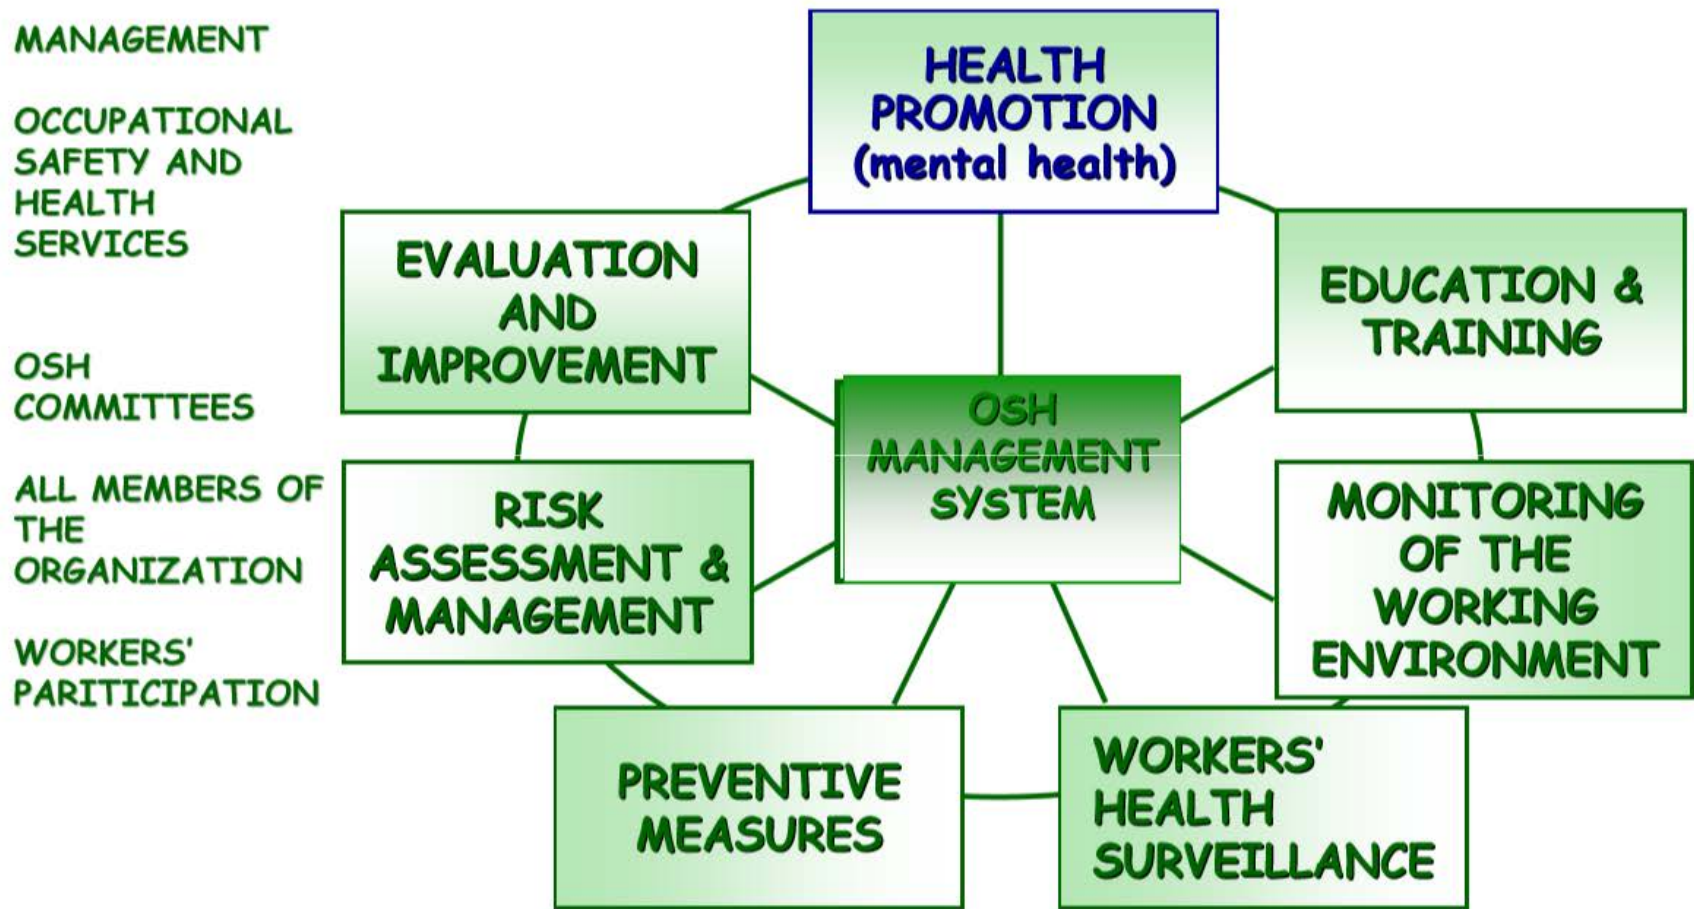 MANAGEMENT
OCCUPATIONAL
SAFETY AND
HEALTH
SERVICES
OSH
COMMITTEES
ALL MEMBERS OF
THE
ORGANIZATION
WORKERS'
PARITICIPATION
HEALTH
PROMOTION
(mental health)
EVALUATION
AND
IMPROVEMENT
EDUCATION &
TRAINING
OSH
MANAGEMENT
SYSTEM
RISK
ASSESSMENT &
MANAGEMENT
MONITORING
OF THE
WORKING
ENVIRONMENT
PREVENTIVE
MEASURES
WORKERS'
HEALTH
SURVEILLANCE